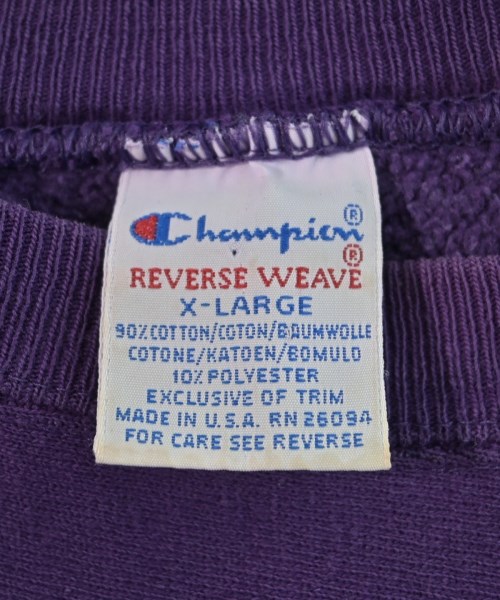 Champion®
REVERSE WEAVE®
X-LARGE
90% COTTON/COTON/BAUMWOLLE
COTONE/KATOEN/BOMULD
10% POLYESTER
EXCLUSIVE OF TRIM
MADE IN U.S.A. RN 26094
FOR CARE SEE REVERSE